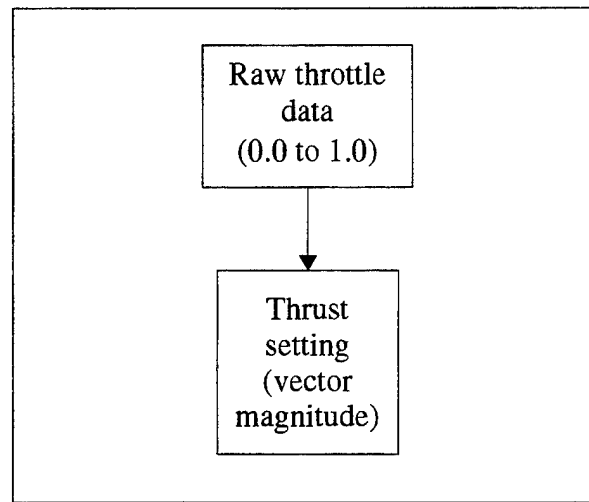 Raw throttle
data
(0.0 to 1.0)
Thrust
setting
(vector
magnitude)